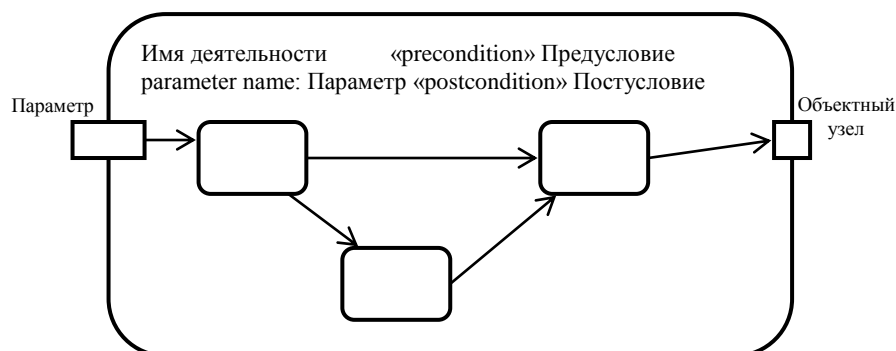 Имя деятельности «precondition» Предусловие
parameter name: Параметр «postcondition» Постусловие
Параметр
Объектный
узел